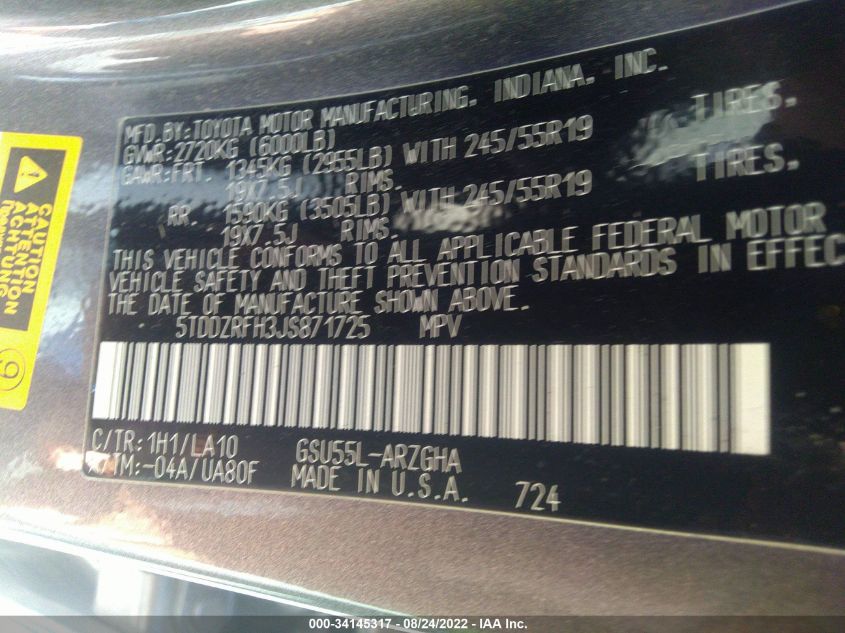 MFD. BY:TOYOTA MOTOR MANUFACTURING, INDIANA, INC.
GVWR:2720KG (6000LB)
GAWR:FRT. 1345KG (2955LB) WITH 245/55R19 TIRES,
19X7.5J RIMS.
RR. 1590KG (3505LB) WITH 245/55R19 TIRES,
19X7.5J RIMS.
THIS VEHICLE CONFORMS TO ALL APPLICABLE FEDERAL MOTOR
VEHICLE SAFETY AND THEFT PREVENTION STANDARDS IN EFFEC
THE DATE OF MANUFACTURE SHOWN ABOVE.
5TDDZRFH3JS871725 MPV
C/TR:1H1/LA10 GSU55L-ARZGHA
/TM:-04A/UA80F MADE IN U.S.A. 724
CAUTION
ATTENTION
ACHTUNG
9
000-34145317 - 08/24/2022 - IAA Inc.